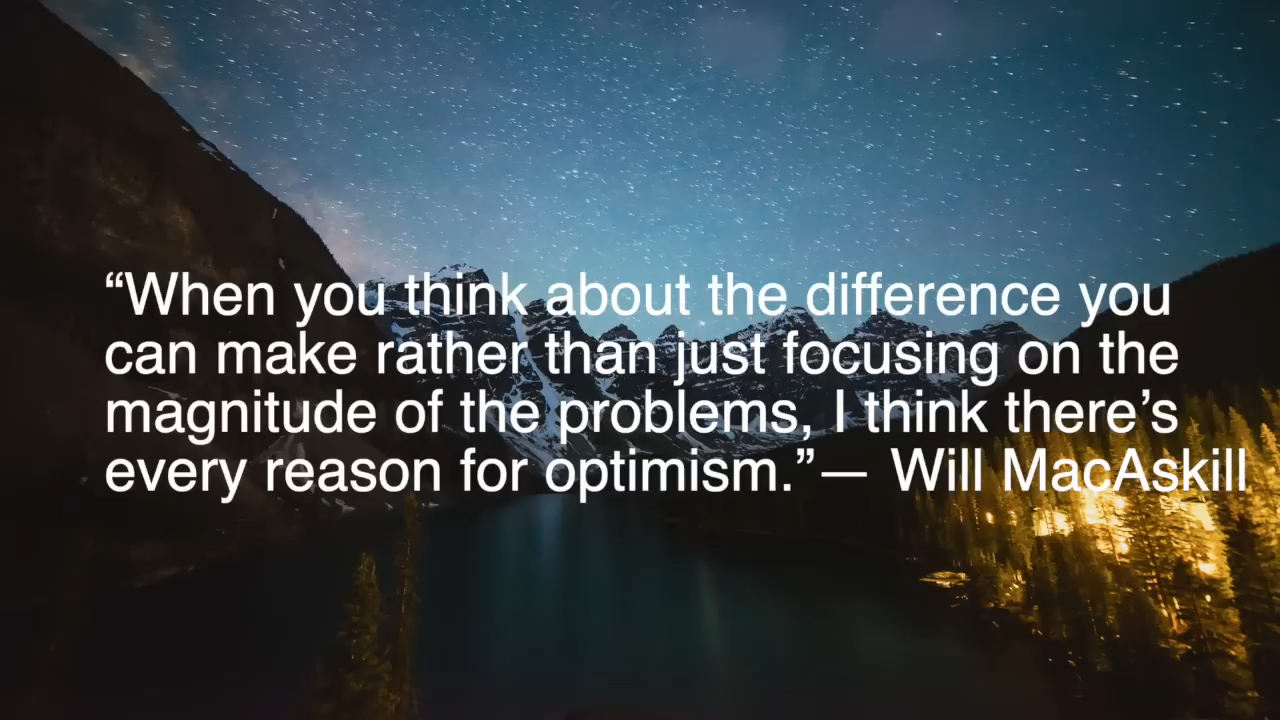 “When you think about the difference you
can make rather than just focusing on the
magnitude of the problems, I think there’s
every reason for optimism.”— Will MacAskill